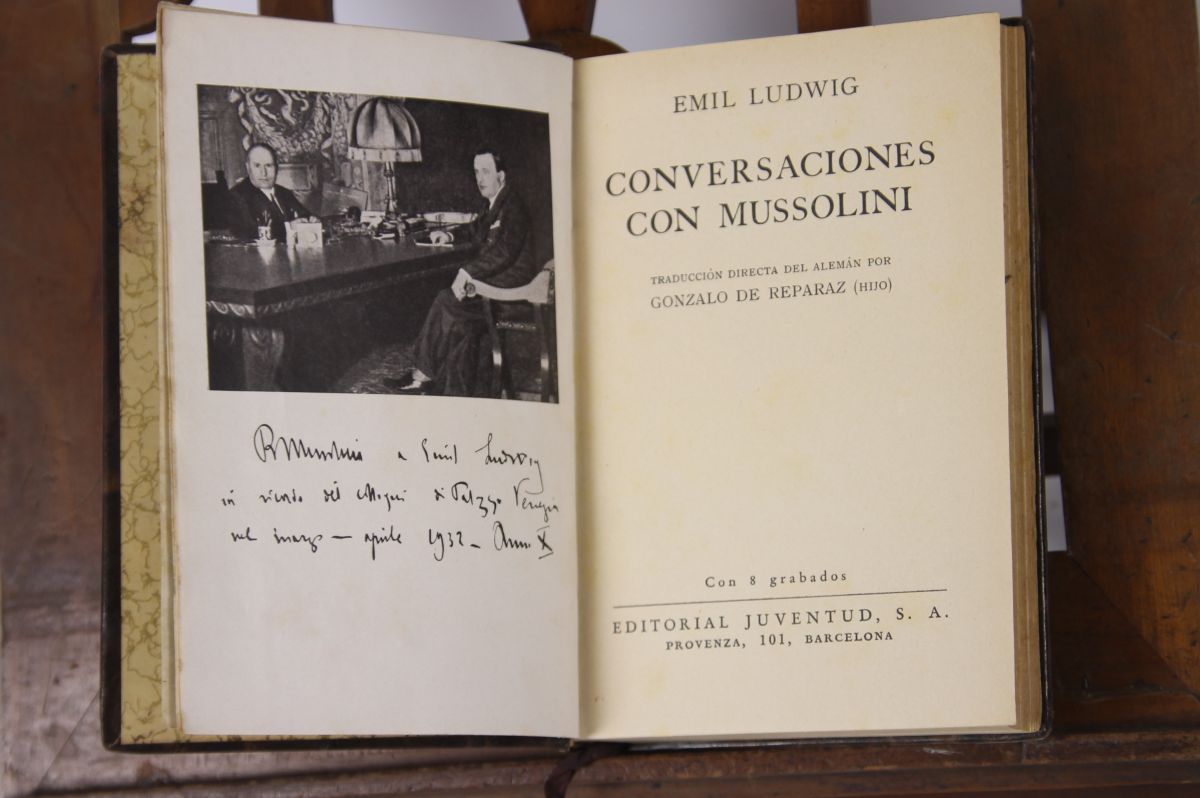 BMussolini a Emil Ludwig
in ricordo dei colloqui di Palazzo Venezia
nel marzo — aprile 1932 — Anno X
EMIL LUDWIG
CONVERSACIONES
CON MUSSOLINI
TRADUCCIÓN DIRECTA DEL ALEMÁN POR
GONZALO DE REPARAZ (HIJO)
Con 8 grabados
EDITORIAL JUVENTUD, S. A.
PROVENZA, 101, BARCELONA